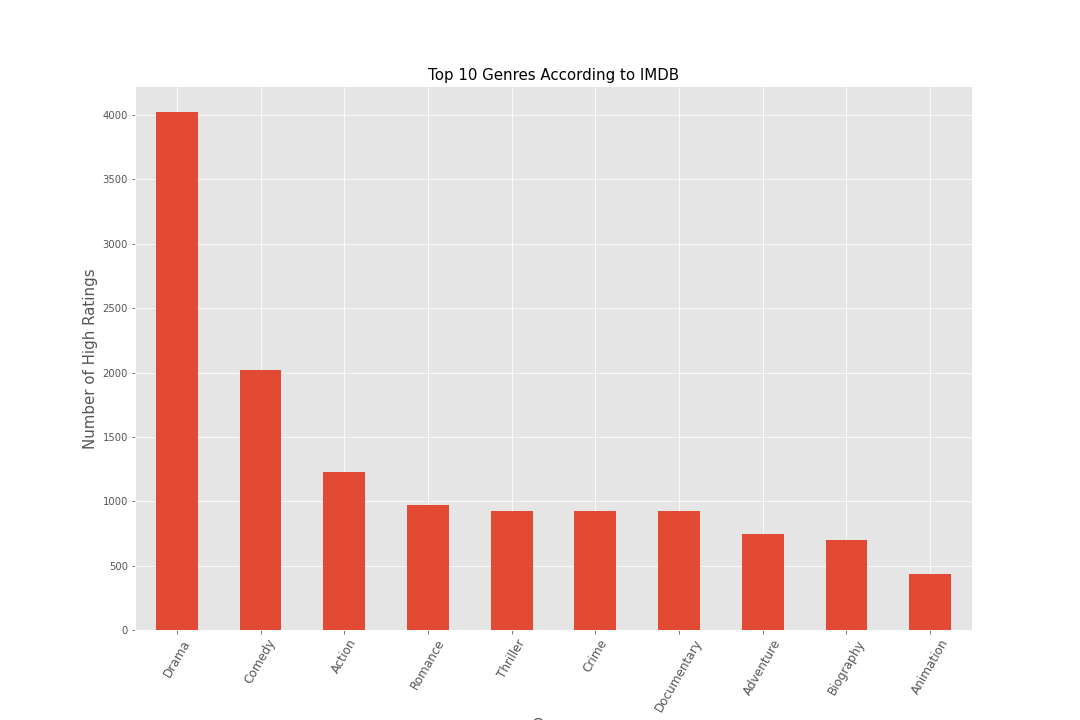 Top 10 Genres According to IMDB
Number of High Ratings
4000
3500
3000
2500
2000
1500
1000
500
0
Drama
Comedy
Action
Romance
Thriller
Crime
Documentary
Adventure
Biography
Animation